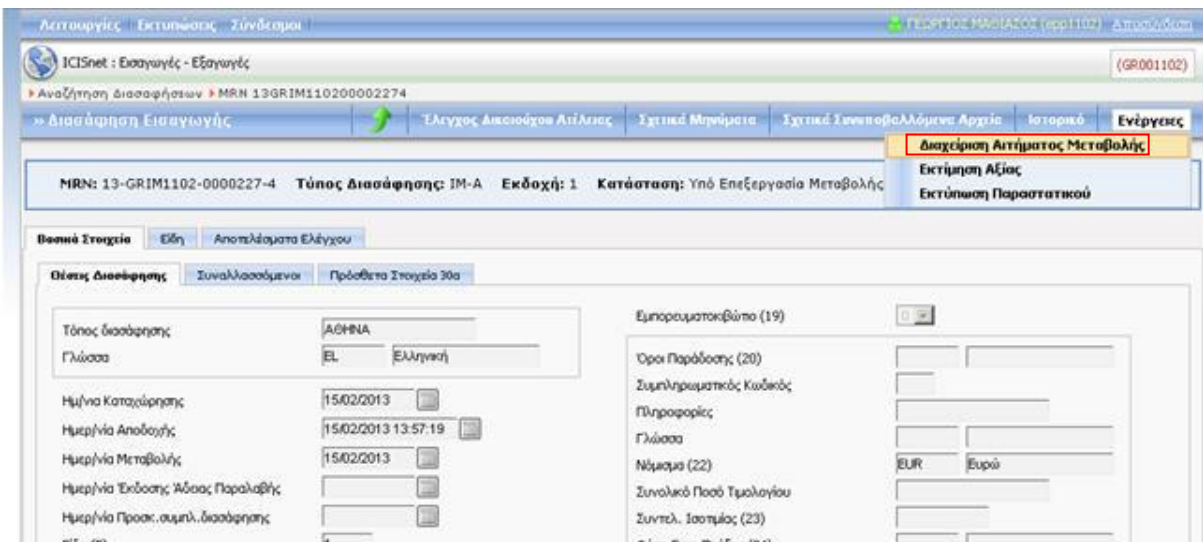 Λειτουργίες Εκτυπώσεις Σύνδεσμοι ΓΕΩΡΓΙΟΣ ΜΑΘΙΑΣΟΣ (epp1102) Αποσύνδεση
ICISnet : Εισαγωγές - Εξαγωγές (GR001102)
Αναζήτηση Διασαφήσεων MRN 13GRIM110200002274
» Διασάφηση Εισαγωγής Έλεγχος Δικαιούχου Ατέλειας Σχετικά Μηνύματα Σχετικά Συνυποβαλλόμενα Αρχεία Ιστορικό Ενέργειες
Διαχείριση Αιτήματος Μεταβολής
Εκτίμηση Αξίας
Εκτύπωση Παραστατικού
MRN: 13-GRIM1102-0000227-4 Τύπος Διασάφησης: IM-A Εκδοχή: 1 Κατάσταση: Υπό Επεξεργασία Μεταβολής
Βασικά Στοιχεία Είδη Αποτελέσματα Ελέγχου
Θέσεις Διασάφησης Συναλλασσόμενοι Πρόσθετα Στοιχεία 30α
Τόπος διασάφησης ΑΘΗΝΑ
Γλώσσα EL Ελληνική
Ημ/νια Καταχώρησης 15/02/2013
Ημερ/νία Αποδοχής 15/02/2013 13:57:19
Ημερ/νία Μεταβολής 15/02/2013
Ημερ/νία Έκδοσης Άδειας Παραλαβής
Ημερ/νία Προσκ.συμπλ.διασάφησης
Εμπορευματοκιβώτιο (19) 0
Όροι Παράδοσης (20)
Συμπληρωματικός Κωδικός
Πληροφορίες
Γλώσσα
Νόμισμα (22) EUR Ευρώ
Συνολικό Ποσό Τιμολογίου
Συντελ. Ισοτιμίας (23)